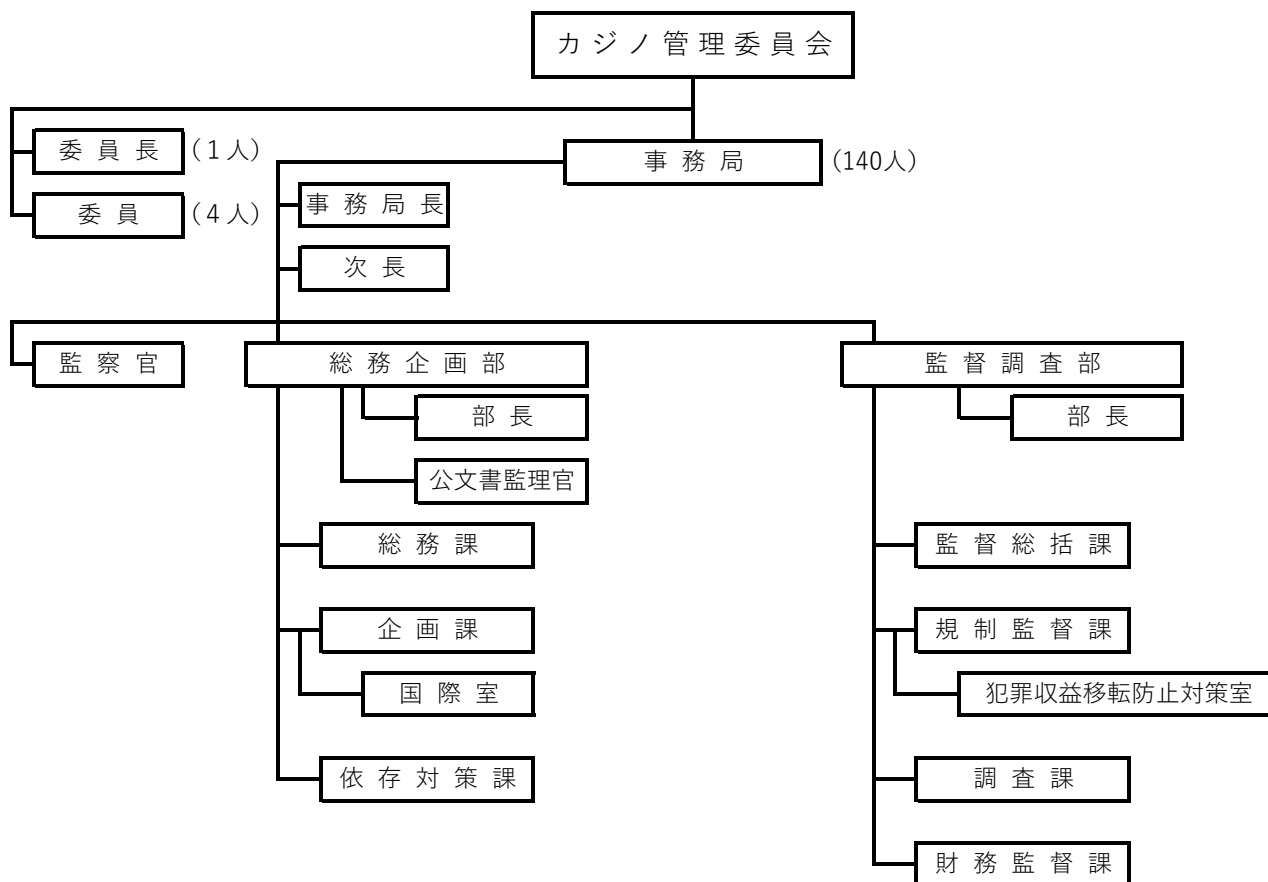 カジノ管理委員会
委員長 (1人)
事務局 (140人)
委員 (4人)
事務局長
次長
監察官
総務企画部
監督調査部
部長
部長
公文書監理官
総務課
監督総括課
企画課
規制監督課
国際室
犯罪収益移転防止対策室
依存対策課
調査課
財務監督課